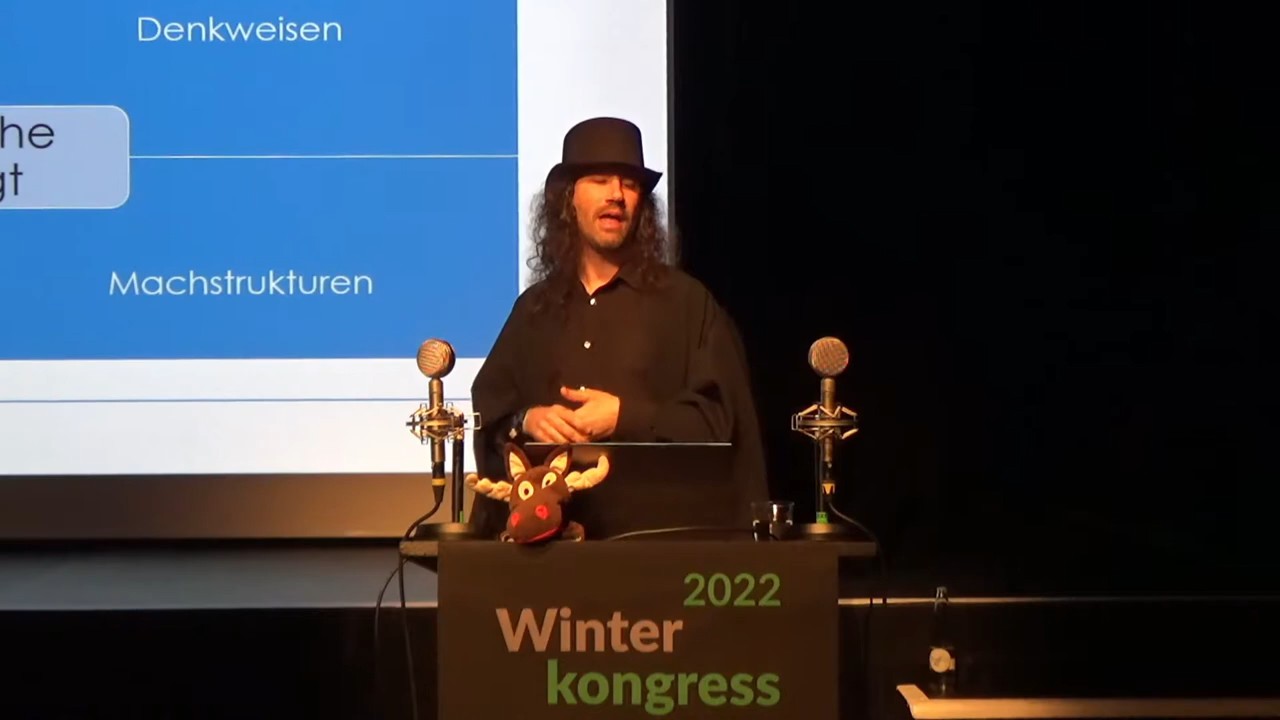 Denkweisen
he
gt
Machstrukturen
2022
Winter
kongress